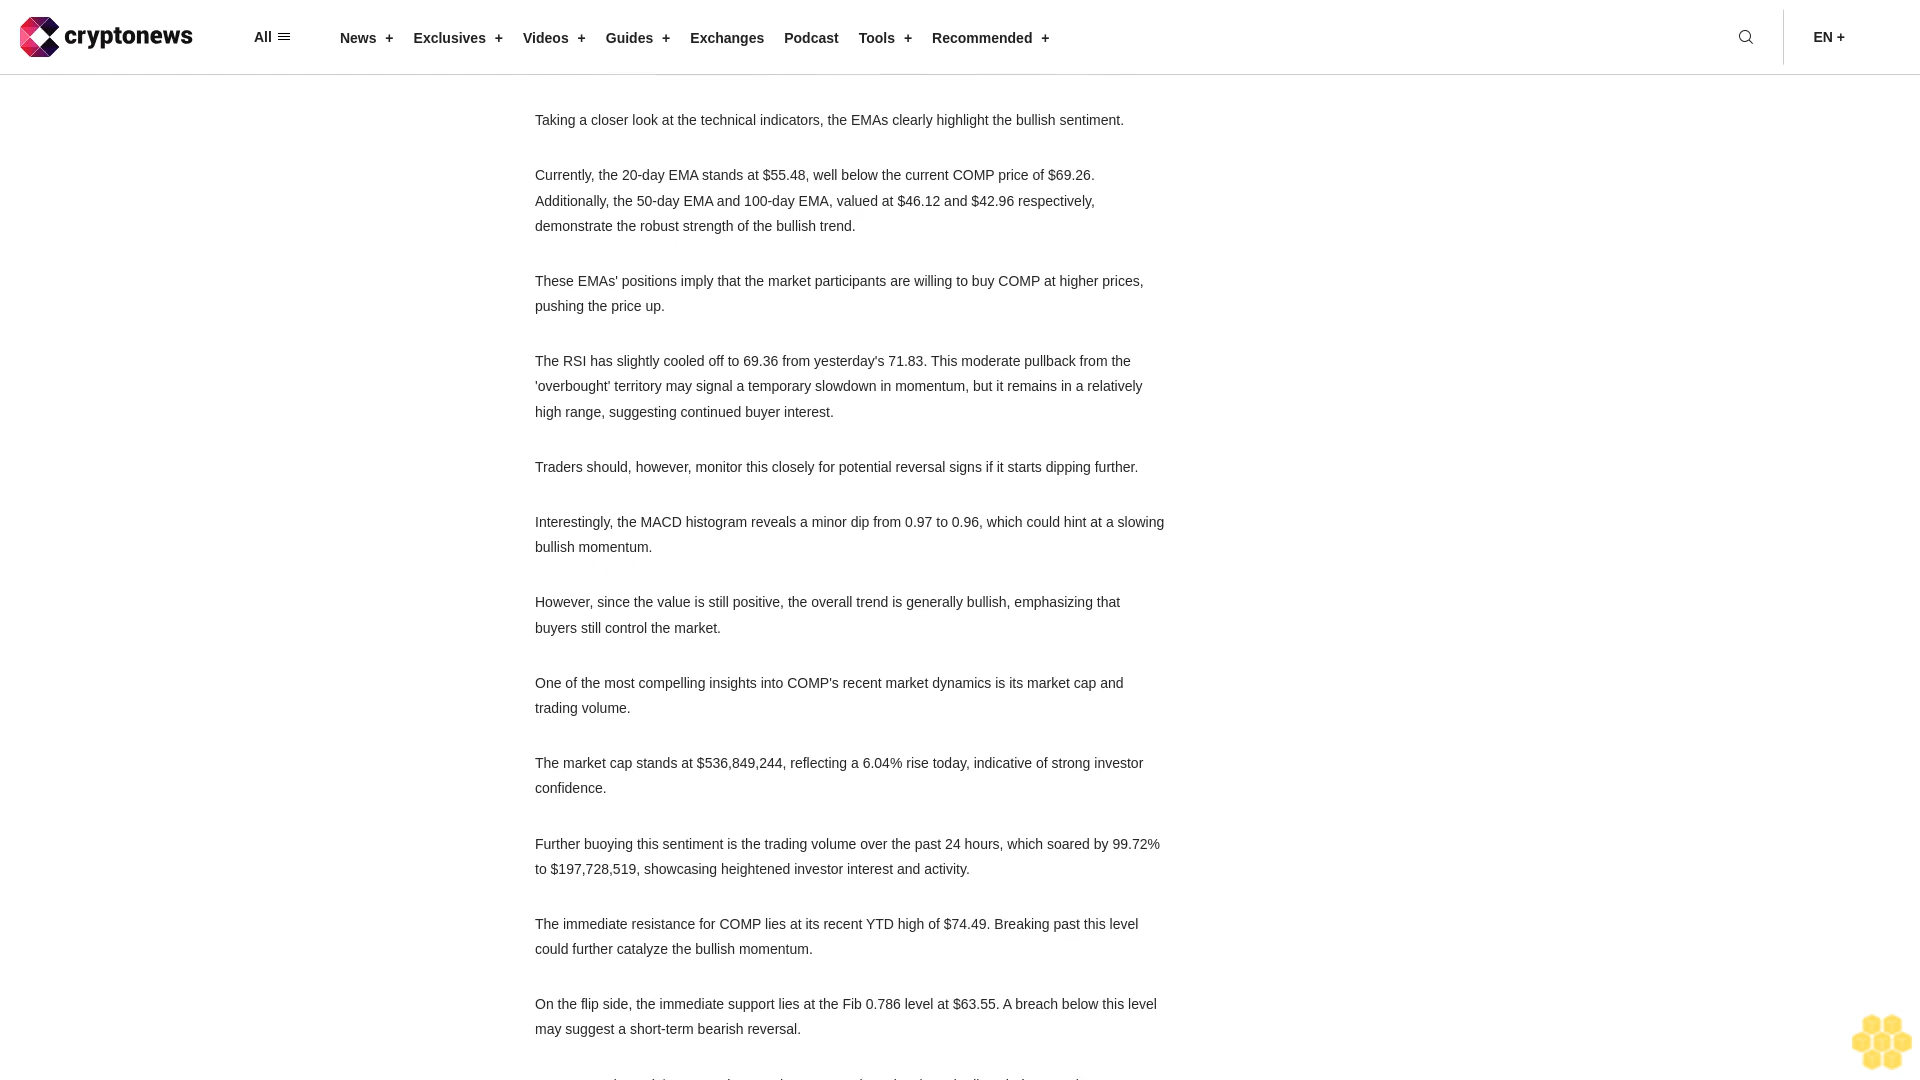 cryptonews
All
News +
Exclusives +
Videos +
Guides +
Exchanges
Podcast
Tools +
Recommended +
EN +
Taking a closer look at the technical indicators, the EMAs clearly highlight the bullish sentiment.
Currently, the 20-day EMA stands at $55.48, well below the current COMP price of $69.26.
Additionally, the 50-day EMA and 100-day EMA, valued at $46.12 and $42.96 respectively,
demonstrate the robust strength of the bullish trend.
These EMAs' positions imply that the market participants are willing to buy COMP at higher prices,
pushing the price up.
The RSI has slightly cooled off to 69.36 from yesterday's 71.83. This moderate pullback from the
'overbought' territory may signal a temporary slowdown in momentum, but it remains in a relatively
high range, suggesting continued buyer interest.
Traders should, however, monitor this closely for potential reversal signs if it starts dipping further.
Interestingly, the MACD histogram reveals a minor dip from 0.97 to 0.96, which could hint at a slowing
bullish momentum.
However, since the value is still positive, the overall trend is generally bullish, emphasizing that
buyers still control the market.
One of the most compelling insights into COMP's recent market dynamics is its market cap and
trading volume.
The market cap stands at $536,849,244, reflecting a 6.04% rise today, indicative of strong investor
confidence.
Further buoying this sentiment is the trading volume over the past 24 hours, which soared by 99.72%
to $197,728,519, showcasing heightened investor interest and activity.
The immediate resistance for COMP lies at its recent YTD high of $74.49. Breaking past this level
could further catalyze the bullish momentum.
On the flip side, the immediate support lies at the Fib 0.786 level at $63.55. A breach below this level
may suggest a short-term bearish reversal.